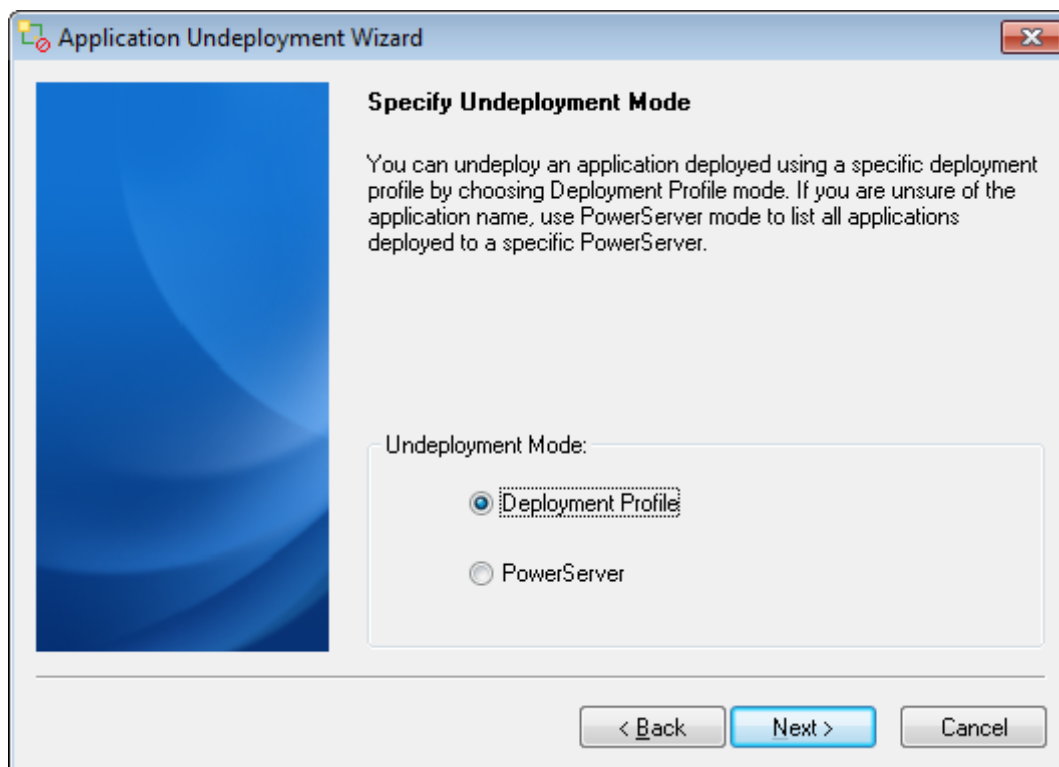 Application Undeployment Wizard
Specify Undeployment Mode
You can undeploy an application deployed using a specific deployment
profile by choosing Deployment Profile mode. If you are unsure of the
application name, use PowerServer mode to list all applications
deployed to a specific PowerServer.
Undeployment Mode:
Deployment Profile
PowerServer
< Back
Next >
Cancel